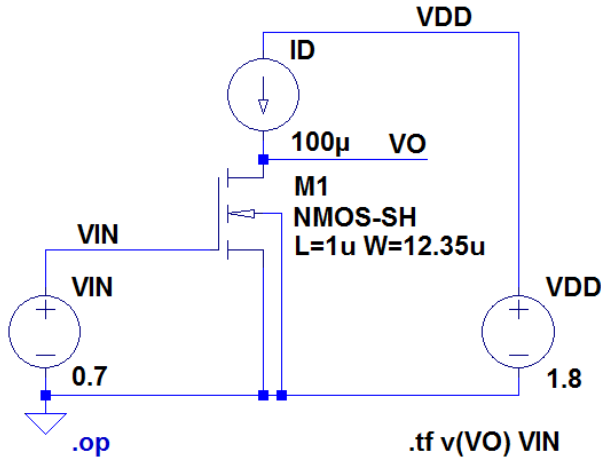 VDD
ID
100µ
VO
M1
NMOS-SH
L=1u W=12.35u
VIN
VIN
0.7
VDD
1.8
.op
.tf v(VO) VIN